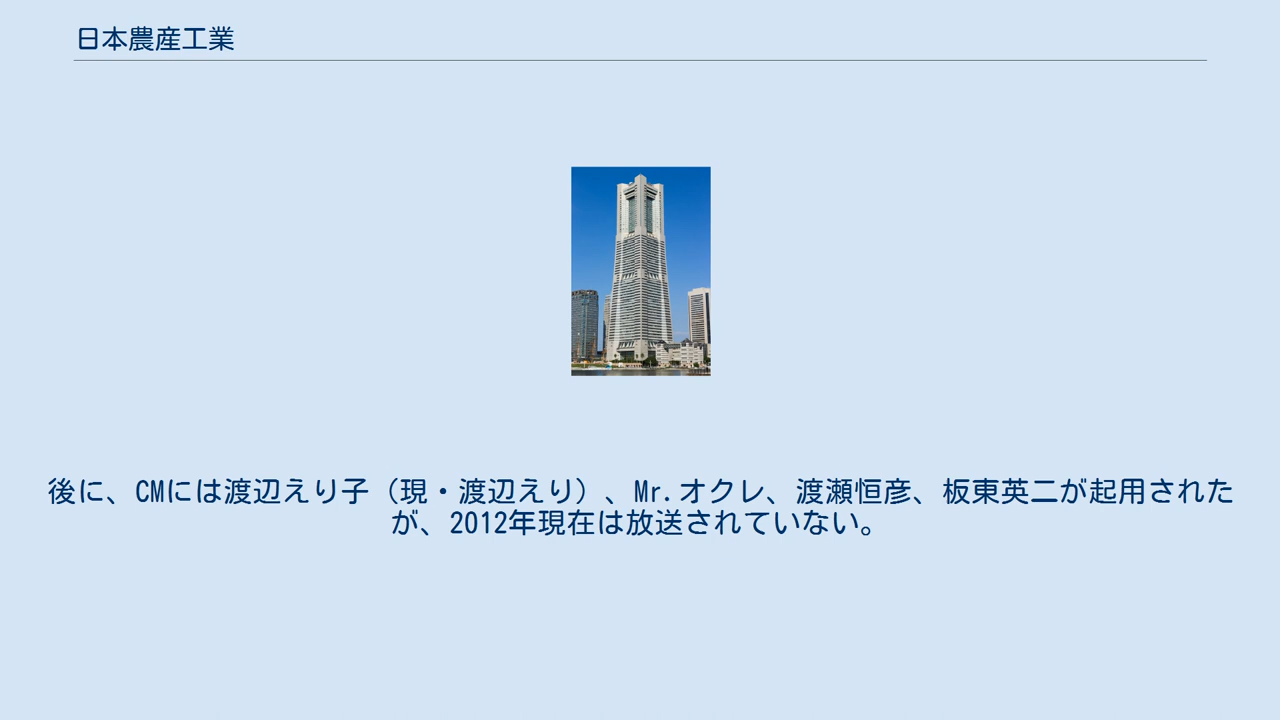 日本農産工業
後に、CMには渡辺えり子（現・渡辺えり）、Mr.オクレ、渡瀬恒彦、板東英二が起用された
が、2012年現在は放送されていない。